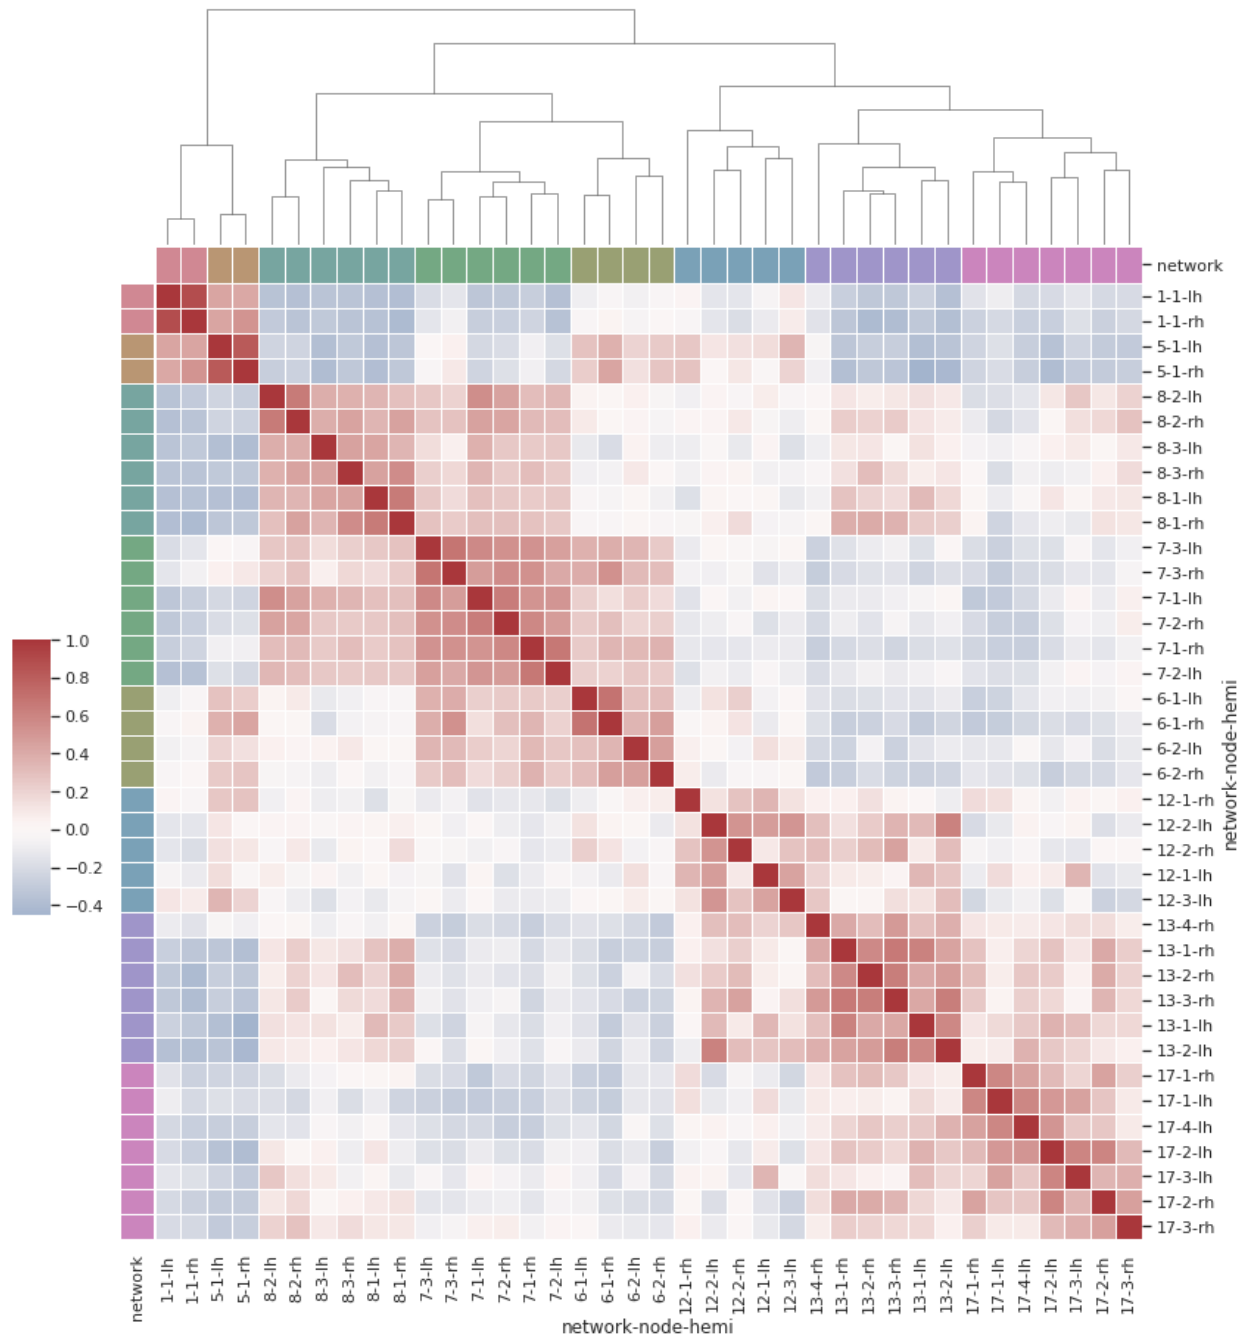 network
1-1-lh
1-1-rh
5-1-lh
5-1-rh
8-2-lh
8-2-rh
8-3-lh
8-3-rh
8-1-lh
8-1-rh
7-3-lh
7-3-rh
7-1-lh
7-2-rh
7-1-rh
7-2-lh
6-1-lh
6-1-rh
6-2-lh
6-2-rh
12-1-rh
12-2-lh
12-2-rh
12-1-lh
12-3-lh
13-4-rh
13-1-rh
13-2-rh
13-3-rh
13-1-lh
13-2-lh
17-1-rh
17-1-lh
17-4-lh
17-2-lh
17-3-lh
17-2-rh
17-3-rh
network-node-hemi
1.0
0.8
0.6
0.4
0.2
0.0
−0.2
−0.4
network
1-1-lh
1-1-rh
5-1-lh
5-1-rh
8-2-lh
8-2-rh
8-3-lh
8-3-rh
8-1-lh
8-1-rh
7-3-lh
7-3-rh
7-1-lh
7-2-rh
7-1-rh
7-2-lh
6-1-lh
6-1-rh
6-2-lh
6-2-rh
12-1-rh
12-2-lh
12-2-rh
12-1-lh
12-3-lh
13-4-rh
13-1-rh
13-2-rh
13-3-rh
13-1-lh
13-2-lh
17-1-rh
17-1-lh
17-4-lh
17-2-lh
17-3-lh
17-2-rh
17-3-rh
network-node-hemi